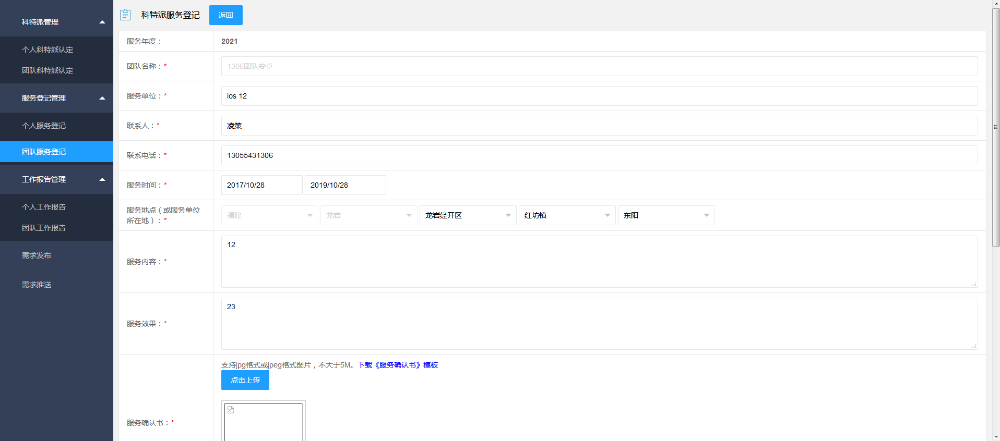 科特派管理
个人科特派认定
团队科特派认定
服务登记管理
个人服务登记
团队服务登记
工作报告管理
个人工作报告
团队工作报告
需求发布
需求推送
科特派服务登记 返回
服务年度： 2021
团队名称：* 1306团队安卓
服务单位：* ios 12
联系人：* 凌策
联系电话：* 13055431306
服务时间：* 2017/10/28 2019/10/28
服务地点（或服务单位
所在地）：* 福建 龙岩 龙岩经开区 红坊镇 东阳
服务内容：* 12
服务效果：* 23
支持jpg格式或jpeg格式图片，不大于5M。下载《服务确认书》模板
点击上传
服务确认书：*